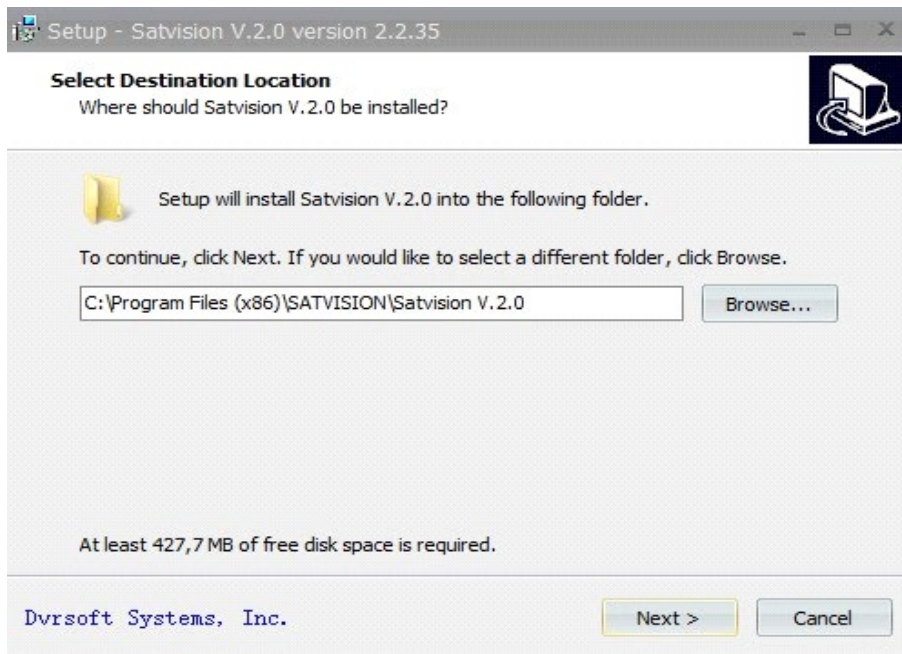 Setup - Satvision V.2.0 version 2.2.35
Select Destination Location
Where should Satvision V.2.0 be installed?
Setup will install Satvision V.2.0 into the following folder.
To continue, click Next. If you would like to select a different folder, click Browse.
C:\Program Files (x86)\SATVISION\Satvision V.2.0
Browse...
At least 427,7 MB of free disk space is required.
Dvrsoft Systems, Inc.
Next >
Cancel